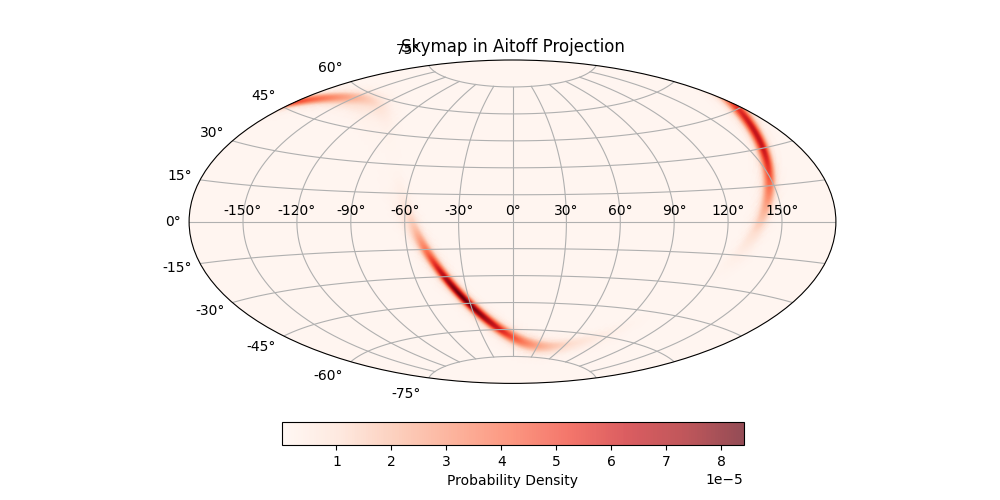 Skymap in Aitoff Projection
75°
60°
45°
30°
15°
-150° -120° -90° -60° -30° 0° 30° 60° 90° 120° 150°
0°
-15°
-30°
-45°
-60°
-75°
1 2 3 4 5 6 7 8
Probability Density
1e−5